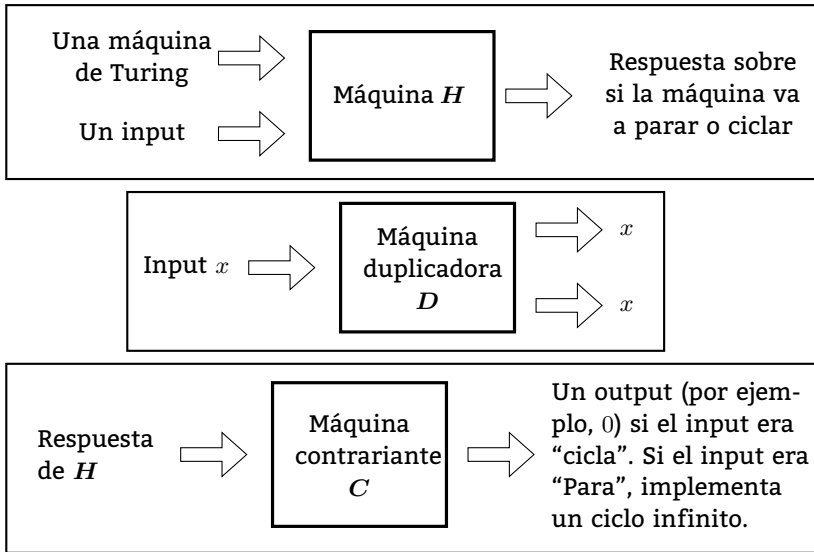 Una máquina
de Turing
Un input
Máquina H
Respuesta sobre
si la máquina va
a parar o ciclar
Input x
Máquina
duplicadora
D
x
x
Respuesta
de H
Máquina
contrariante
C
Un output (por ejem-
plo, 0) si el input era
“cicla”. Si el input era
“Para”, implementa
un ciclo infinito.